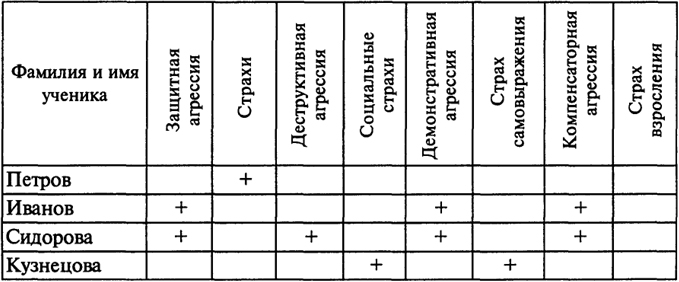 Фамилия и имя
ученика
Защитная
агрессия
Страхи
Деструктивная
агрессия
Социальные
страхи
Демонстративная
агрессия
Страх
самовыражения
Компенсаторная
агрессия
Страх
взросления
Петров +
Иванов + + +
Сидорова + + + +
Кузнецова + +